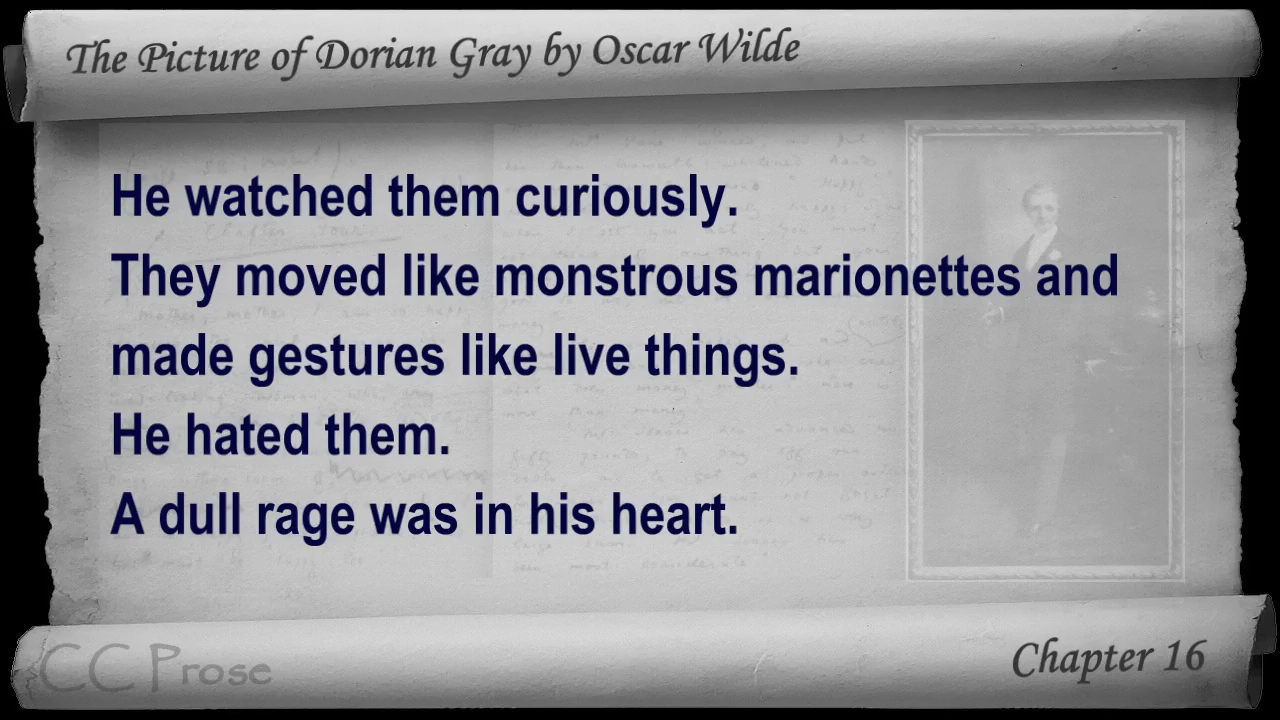 The Picture of Dorian Gray by Oscar Wilde
He watched them curiously.
They moved like monstrous marionettes and
made gestures like live things.
He hated them.
A dull rage was in his heart.
CC Prose
Chapter 16